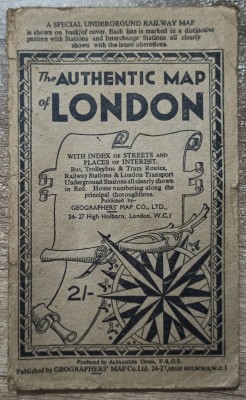 A SPECIAL UNDERGROUND RAILWAY MAP
is shown on back of cover. Each line is marked in a distinctive
pattern with Stations and Interchange Stations all clearly
shown with the latest alterations.
The AUTHENTIC MAP
of LONDON
WITH INDEX OF STREETS and
PLACES OF INTEREST.
Bus, Trolleybus & Tram Routes,
Railway Stations & London Transport
Underground Stations all clearly shown
in Red. House numbering along the
principal thoroughfares.
Published by-
GEOGRAPHERS' MAP CO., LTD.,
24-27 High Holborn, London, W.C.1
2/-
Produced by Alexander Gross, F.R.G.S.
Published by GEOGRAPHERS' MAP Co. Ltd. 24-27, HIGH HOLBORN, W.C.1